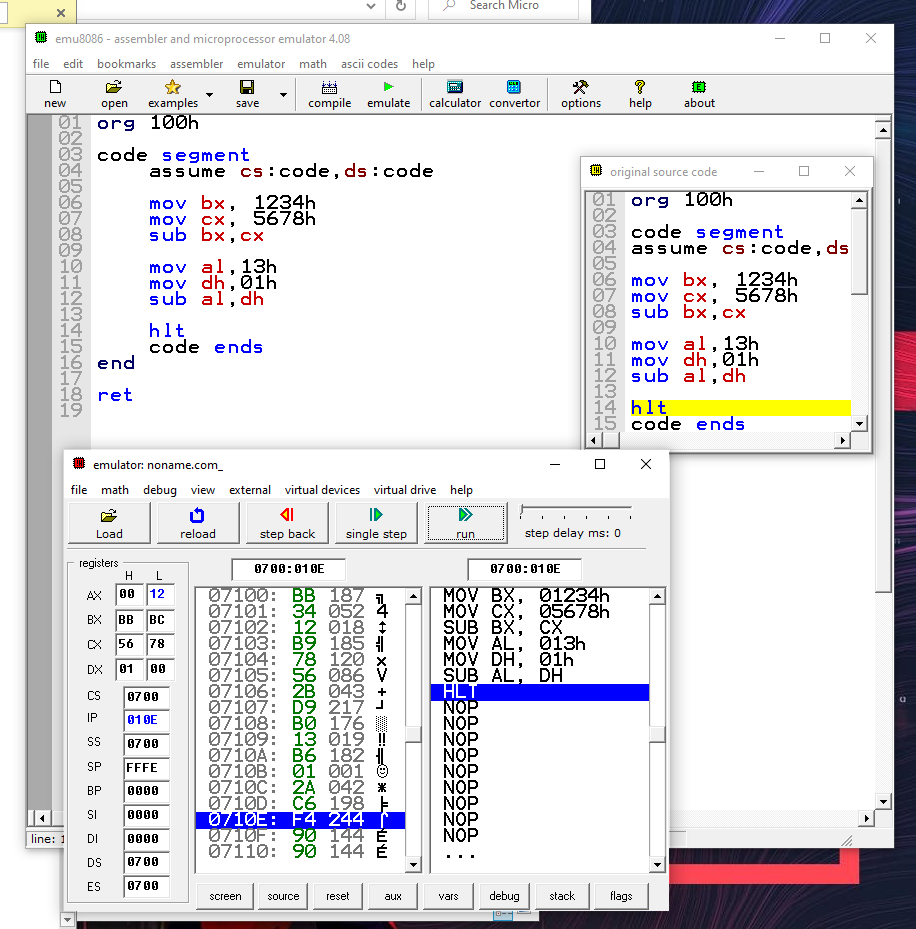 Search Micro
emu8086 - assembler and microprocessor emulator 4.08
file edit bookmarks assembler emulator math ascii codes help
new open examples save compile emulate calculator convertor options help about
01 org 100h
02
03 code segment
04 assume cs:code,ds:code
05
06 mov bx, 1234h
07 mov cx, 5678h
08 sub bx,cx
09
10 mov al,13h
11 mov dh,01h
12 sub al,dh
13
14 hlt
15 code ends
16 end
17
18 ret
19
line: 1
original source code
01 org 100h
02
03 code segment
04 assume cs:code,ds
05
06 mov bx, 1234h
07 mov cx, 5678h
08 sub bx,cx
09
10 mov al,13h
11 mov dh,01h
12 sub al,dh
13
14 hlt
15 code ends
emulator: noname.com_
file math debug view external virtual devices virtual drive help
Load reload step back single step run step delay ms: 0
registers
H L
AX 00 12
BX BB BC
CX 56 78
DX 01 00
CS 0700
IP 010E
SS 0700
SP FFFE
BP 0000
SI 0000
DI 0000
DS 0700
ES 0700
0700:010E
07100: BB 187 ╗
07101: 34 052 4
07102: 12 018 ↕
07103: B9 185 ╣
07104: 78 120 x
07105: 56 086 V
07106: 2B 043 +
07107: D9 217 ┘
07108: B0 176 ░
07109: 13 019 ‼
0710A: B6 182 ╢
0710B: 01 001 ☺
0710C: 2A 042 *
0710D: C6 198 ╞
0710E: F4 244 ⌠
0710F: 90 144 É
07110: 90 144 É
0700:010E
MOV BX, 01234h
MOV CX, 05678h
SUB BX, CX
MOV AL, 013h
MOV DH, 01h
SUB AL, DH
HLT
NOP
NOP
NOP
NOP
NOP
NOP
NOP
NOP
NOP
...
screen source reset aux vars debug stack flags